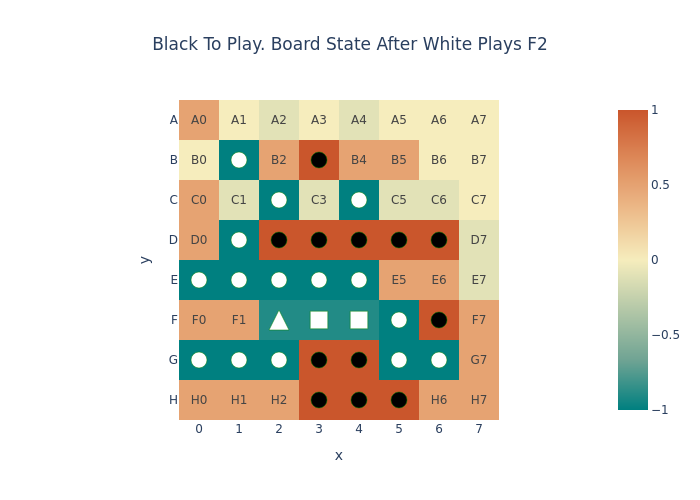 Black To Play. Board State After White Plays F2
A A0 A1 A2 A3 A4 A5 A6 A7
B B0 B2 B4 B5 B6 B7
C C0 C1 C3 C5 C6 C7
D D0 D7
E E5 E6 E7
F F0 F1 F7
G G7
H H0 H1 H2 H6 H7
0 1 2 3 4 5 6 7
x
y
1
0.5
0
−0.5
−1